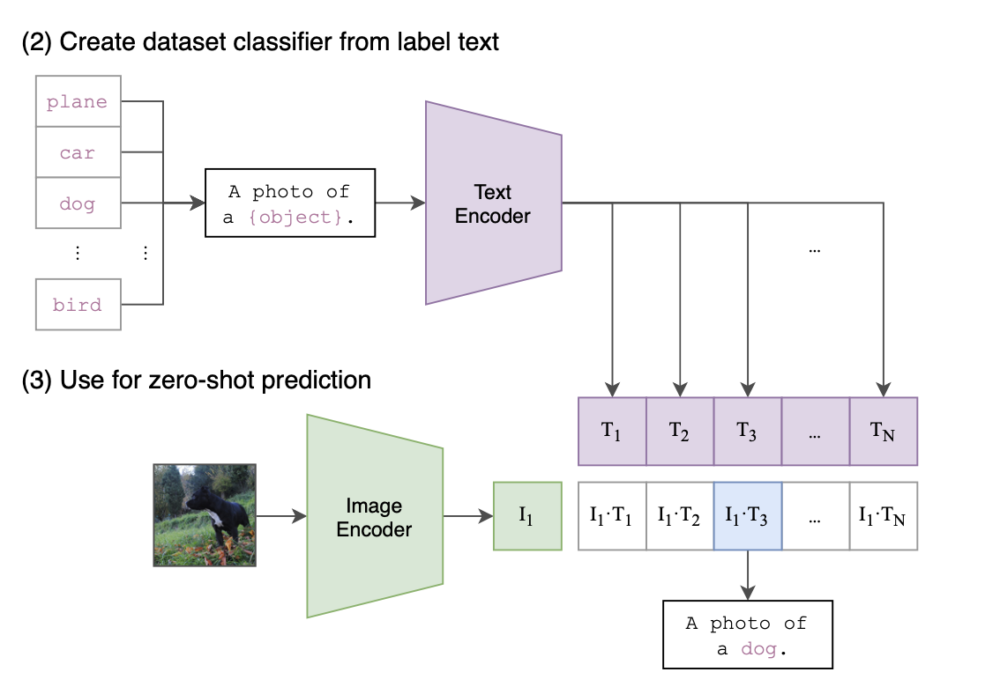 (2) Create dataset classifier from label text
plane
car
dog
⋮ ⋮
bird
A photo of
a {object}.
Text
Encoder
...
(3) Use for zero-shot prediction
Image
Encoder
I₁
T₁ T₂ T₃ ... T_N
I₁·T₁ I₁·T₂ I₁·T₃ ... I₁·T_N
A photo of
a dog.